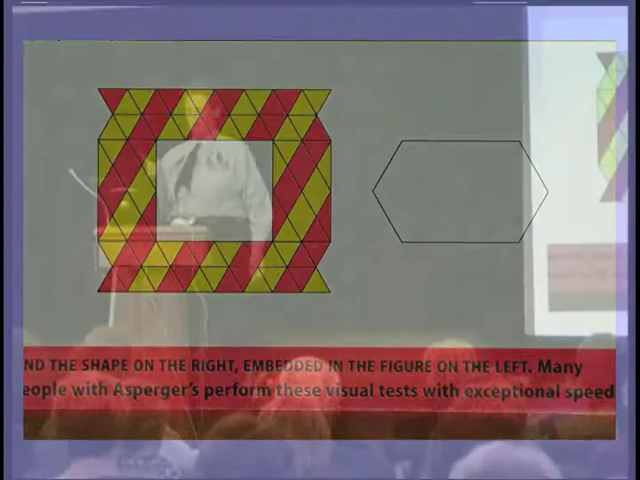 ND THE SHAPE ON THE RIGHT, EMBEDDED IN THE FIGURE ON THE LEFT. Many
eople with Asperger's perform these visual tests with exceptional speed